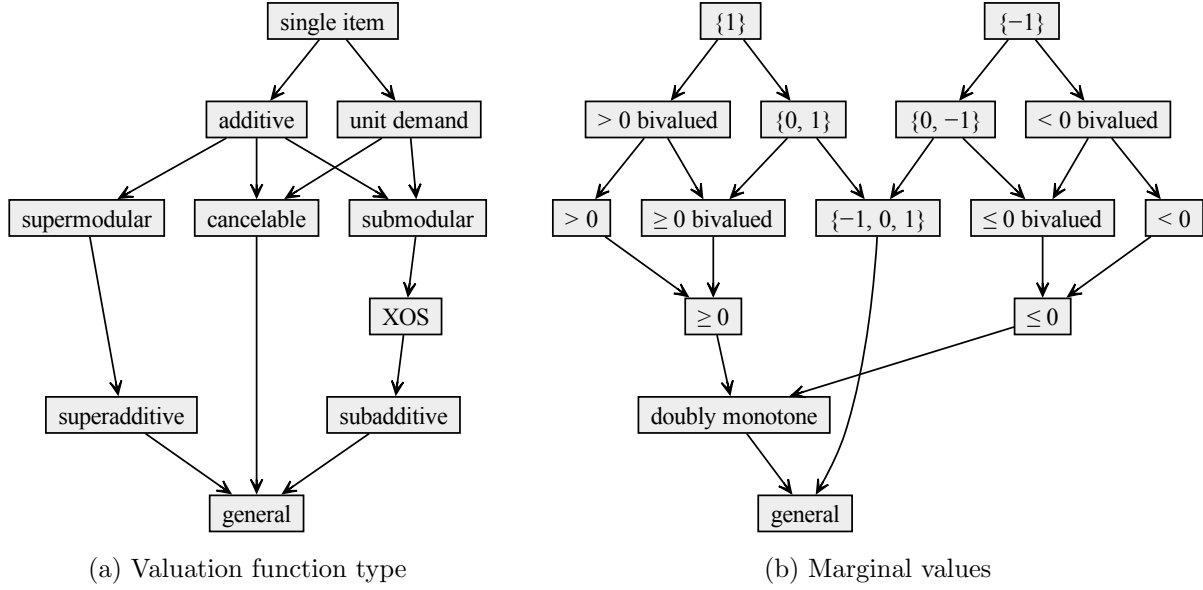 single item
additive
unit demand
supermodular
cancelable
submodular
XOS
superadditive
subadditive
general
(a) Valuation function type
{1}
{−1}
> 0 bivalued
{0, 1}
{0, −1}
< 0 bivalued
> 0
≥ 0 bivalued
{−1, 0, 1}
≤ 0 bivalued
< 0
≥ 0
≤ 0
doubly monotone
general
(b) Marginal values